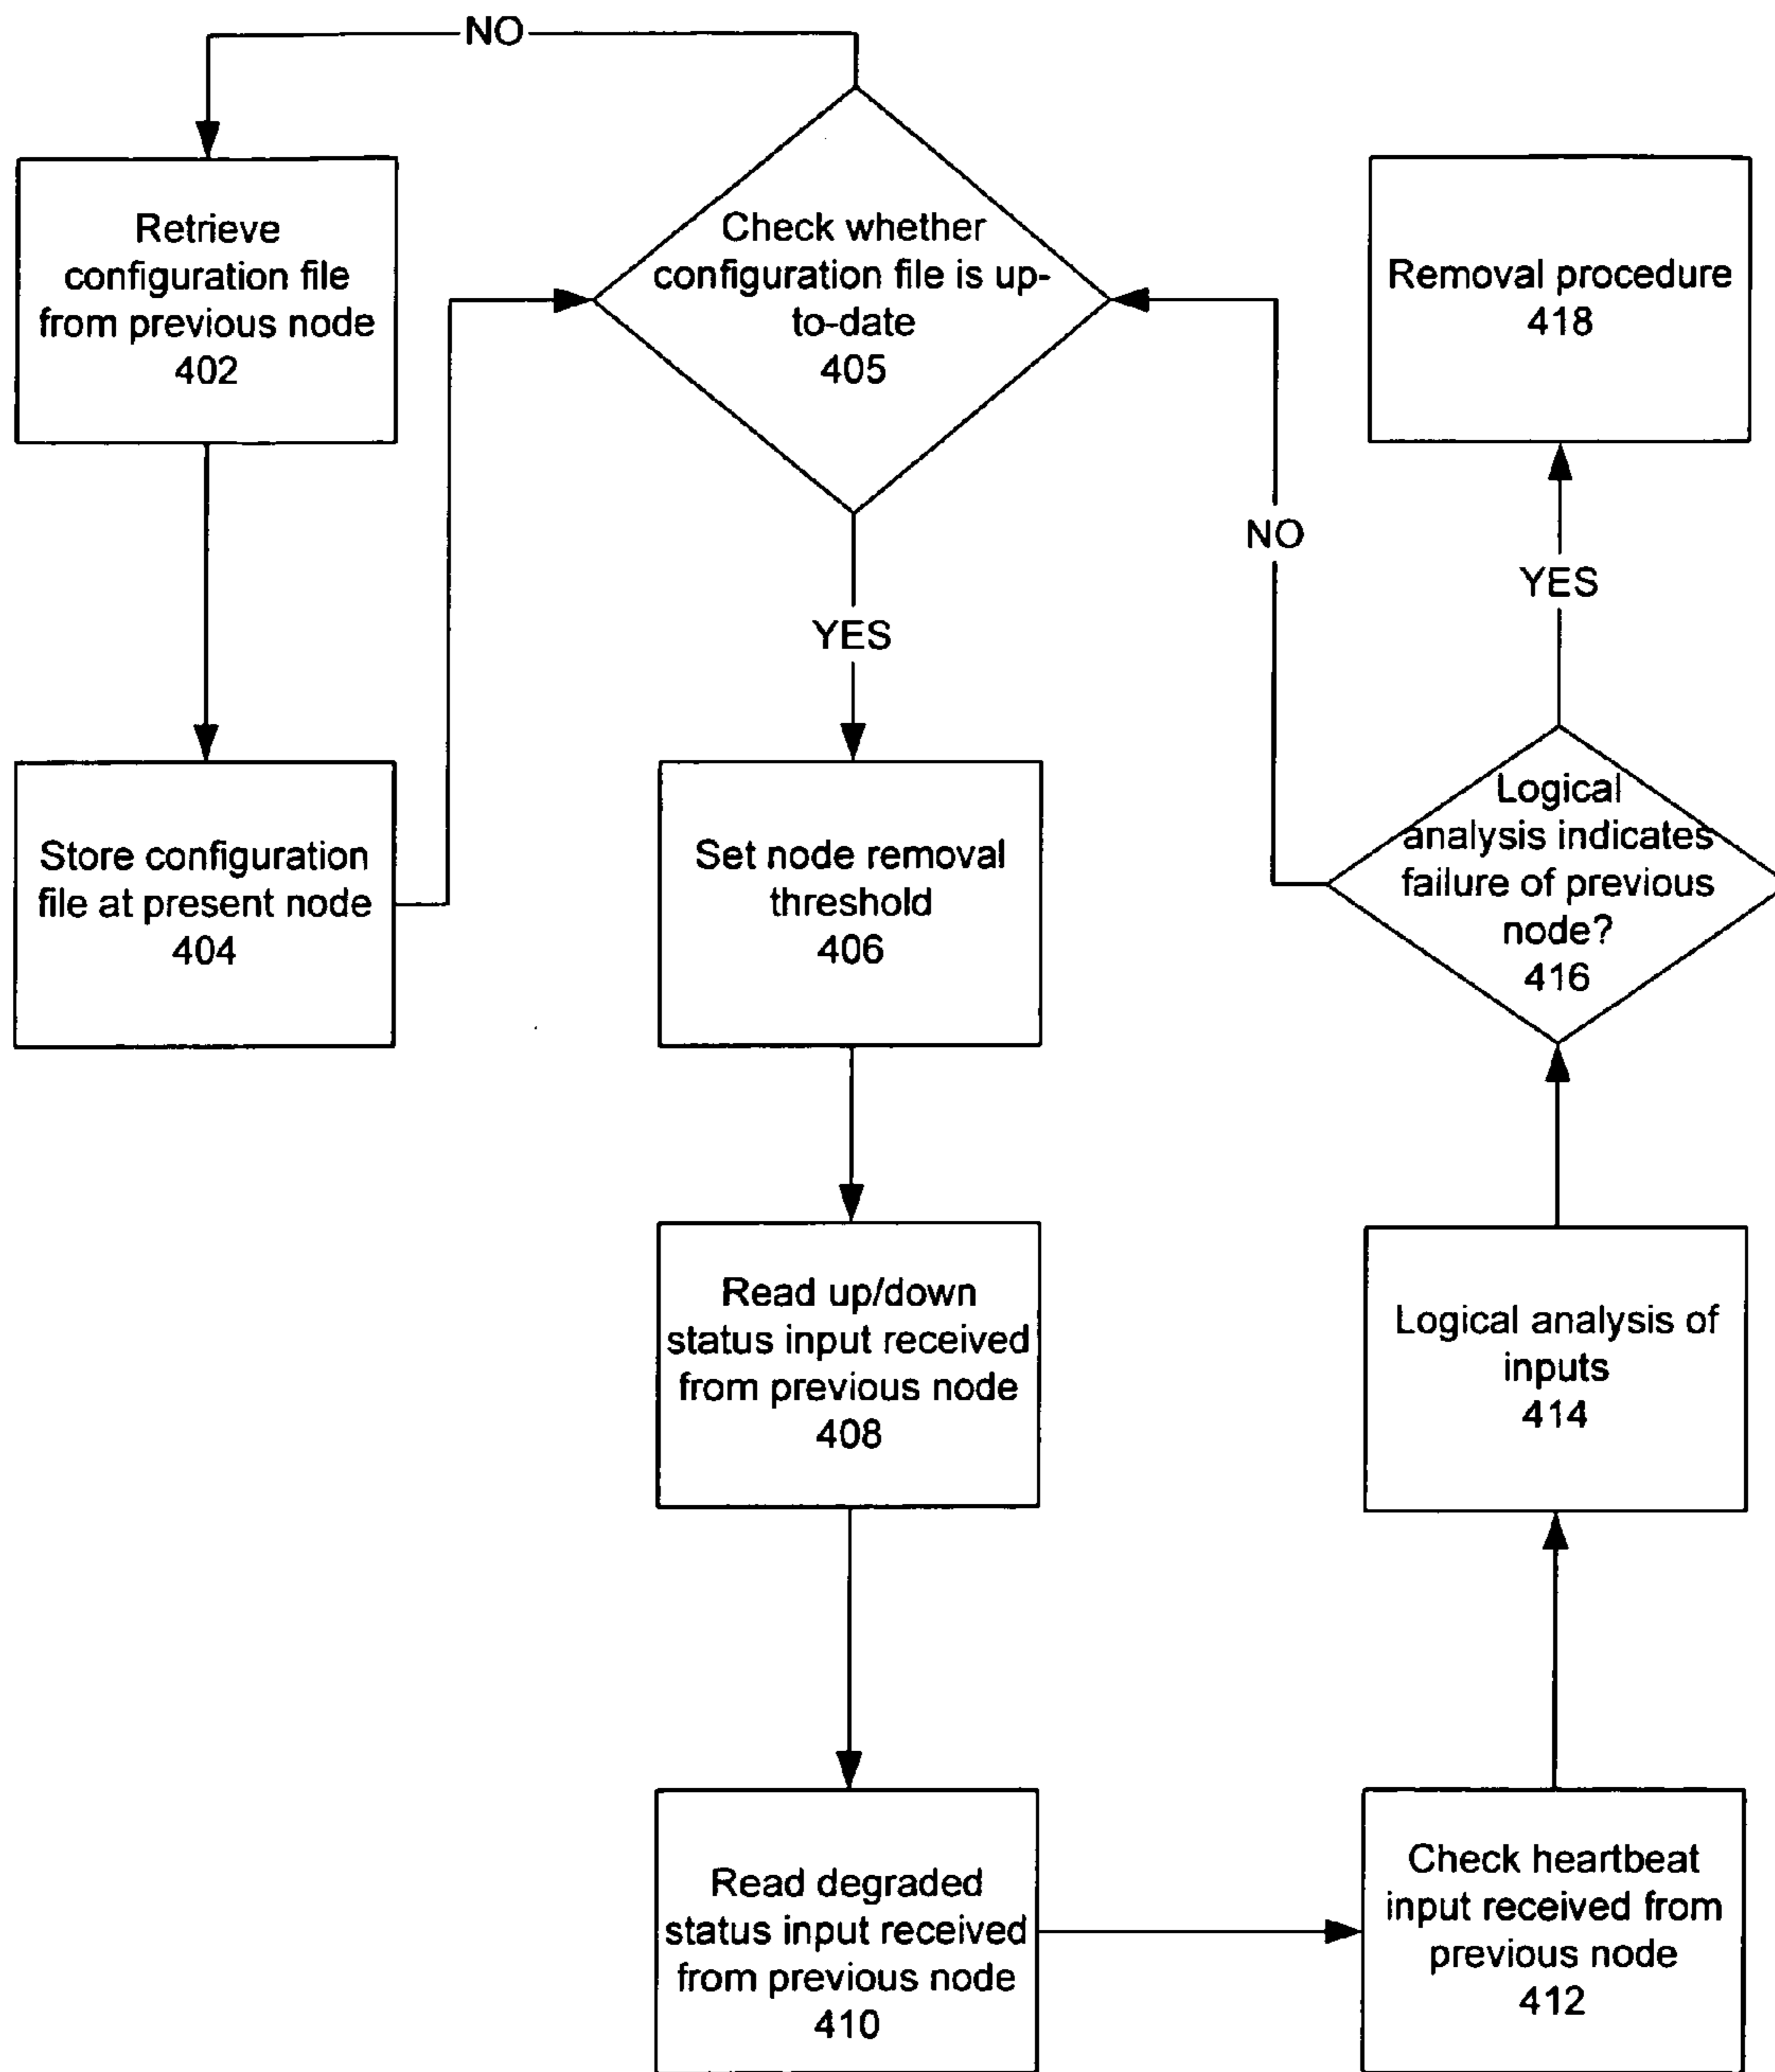 NO
Retrieve
configuration file
from previous node
402
Check whether
configuration file is up-
to-date
405
Removal procedure
418
NO
YES
YES
Store configuration
file at present node
404
Set node removal
threshold
406
Logical
analysis indicates
failure of previous
node?
416
Read up/down
status input received
from previous node
408
Logical analysis of
inputs
414
Read degraded
status input received
from previous node
410
Check heartbeat
input received from
previous node
412